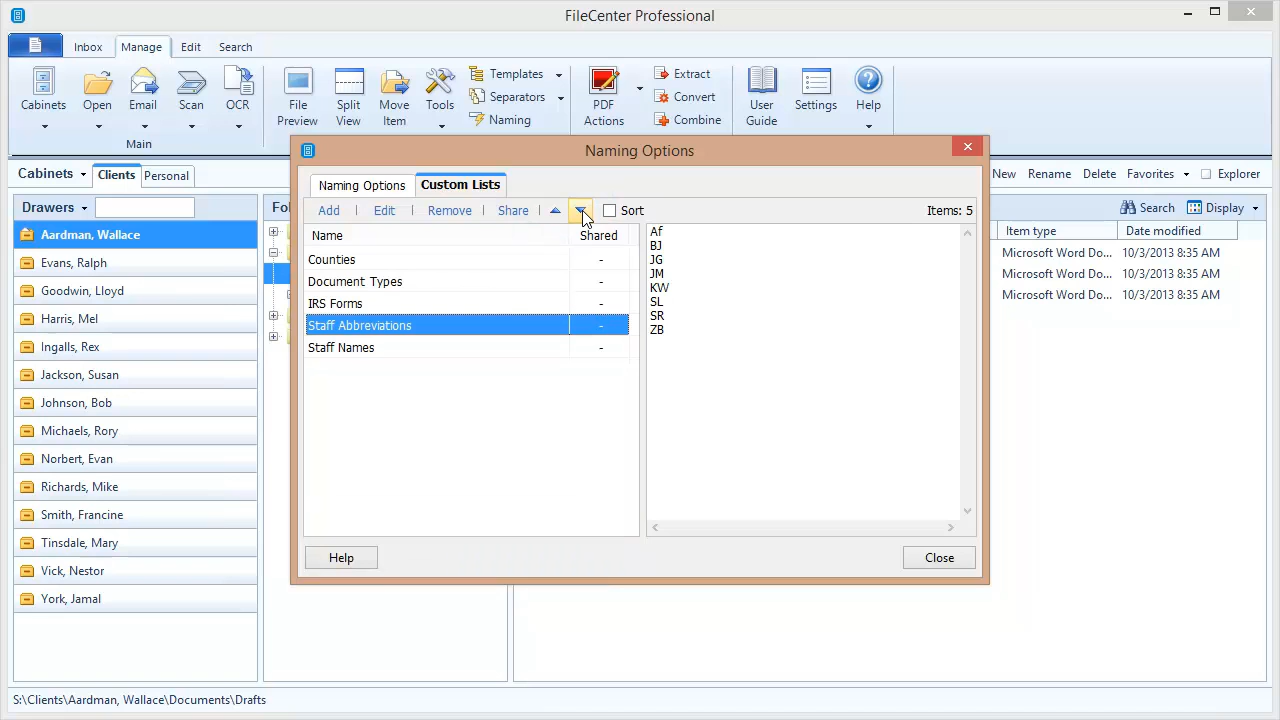 FileCenter Professional
Inbox Manage Edit Search
Cabinets Open Email Scan OCR File Preview Split View Move Item Tools Templates Separators Naming PDF Actions Extract Convert Combine User Guide Settings Help
Main
Naming Options
Cabinets Clients Personal New Rename Delete Favorites Explorer
Naming Options Custom Lists
Drawers Search Display
Add Edit Remove Share Sort Items: 5
Name Shared
Item type Date modified
Microsoft Word Do... 10/3/2013 8:35 AM
Microsoft Word Do... 10/3/2013 8:35 AM
Microsoft Word Do... 10/3/2013 8:35 AM
Counties -
Document Types -
IRS Forms -
Staff Abbreviations -
Staff Names -
Af
BJ
JG
JM
KW
SL
SR
ZB
Aardman, Wallace
Evans, Ralph
Goodwin, Lloyd
Harris, Mel
Ingalls, Rex
Jackson, Susan
Johnson, Bob
Michaels, Rory
Norbert, Evan
Richards, Mike
Smith, Francine
Tinsdale, Mary
Vick, Nestor
York, Jamal
Help Close
S:\Clients\Aardman, Wallace\Documents\Drafts